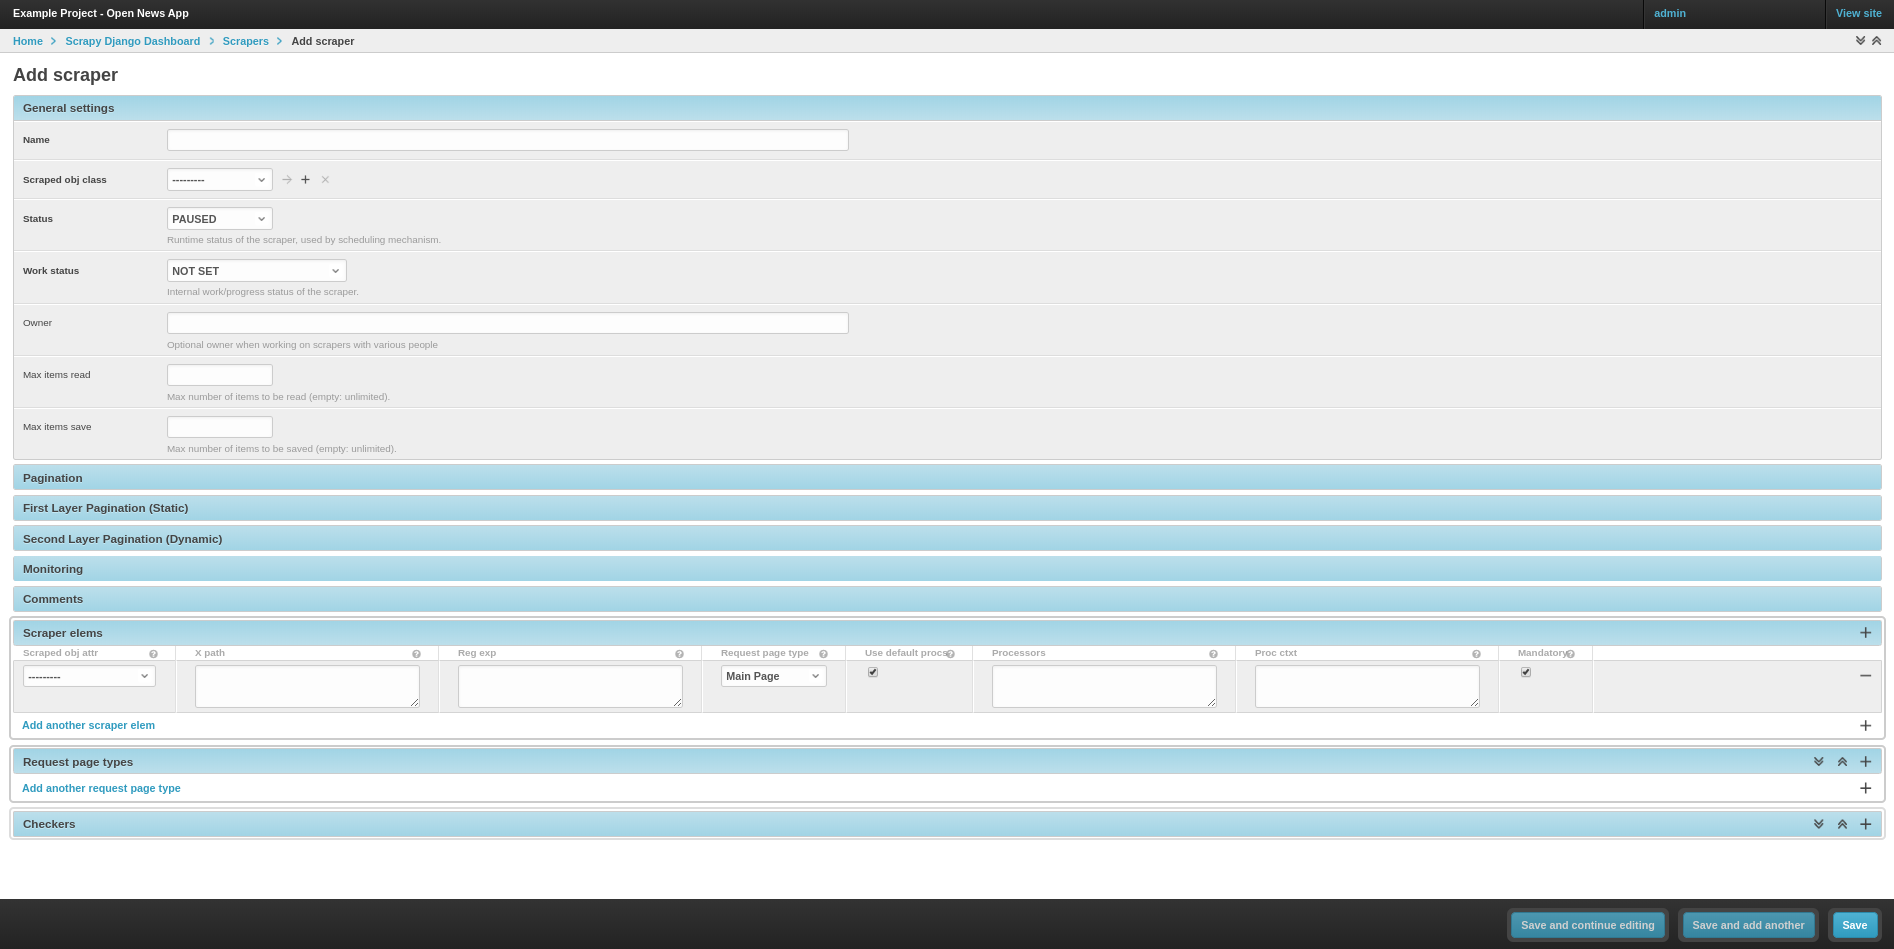 Example Project - Open News App admin View site
Home Scrapy Django Dashboard Scrapers Add scraper
Add scraper
General settings
Name
Scraped obj class ---------
Status PAUSED
Runtime status of the scraper, used by scheduling mechanism.
Work status NOT SET
Internal work/progress status of the scraper.
Owner
Optional owner when working on scrapers with various people
Max items read
Max number of items to be read (empty: unlimited).
Max items save
Max number of items to be saved (empty: unlimited).
Pagination
First Layer Pagination (Static)
Second Layer Pagination (Dynamic)
Monitoring
Comments
Scraper elems
Scraped obj attr X path Reg exp Request page type Use default procs Processors Proc ctxt Mandatory
--------- Main Page
Add another scraper elem
Request page types
Add another request page type
Checkers
Save and continue editing Save and add another Save